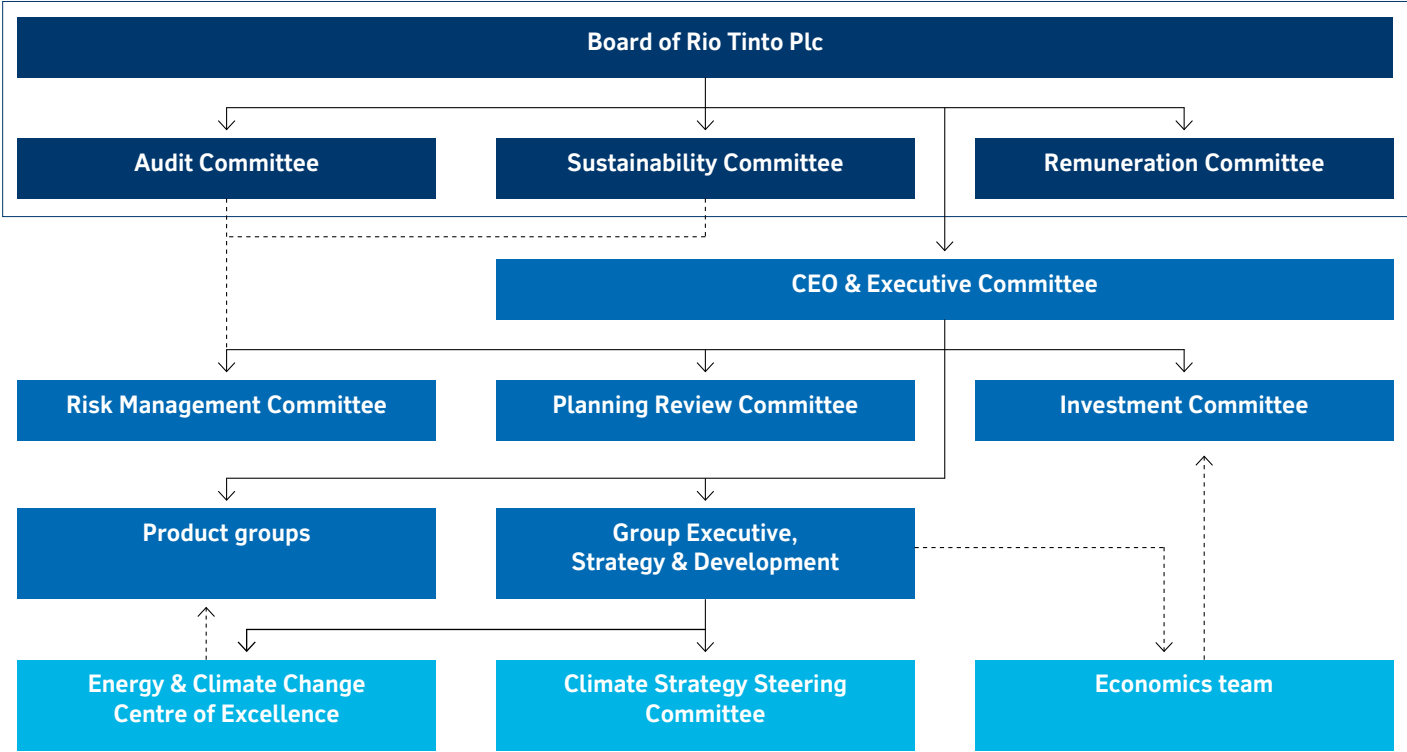 Board of Rio Tinto Plc
Audit Committee
Sustainability Committee
Remuneration Committee
CEO & Executive Committee
Risk Management Committee
Planning Review Committee
Investment Committee
Product groups
Group Executive,
Strategy & Development
Energy & Climate Change
Centre of Excellence
Climate Strategy Steering
Committee
Economics team